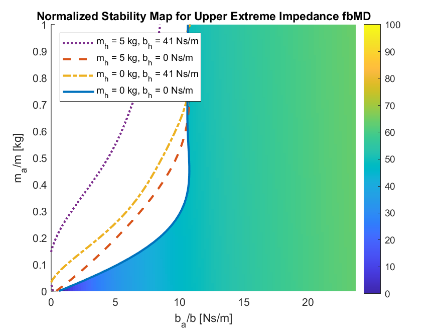 Normalized Stability Map for Upper Extreme Impedance fbMD
m_h = 5 kg, b_h = 41 Ns/m
m_h = 5 kg, b_h = 0 Ns/m
m_h = 0 kg, b_h = 41 Ns/m
m_h = 0 kg, b_h = 0 Ns/m
m_a/m [kg]
1
0.9
0.8
0.7
0.6
0.5
0.4
0.3
0.2
0.1
0
0 5 10 15 20
b_a/b [Ns/m]
100
90
80
70
60
50
40
30
20
10
0